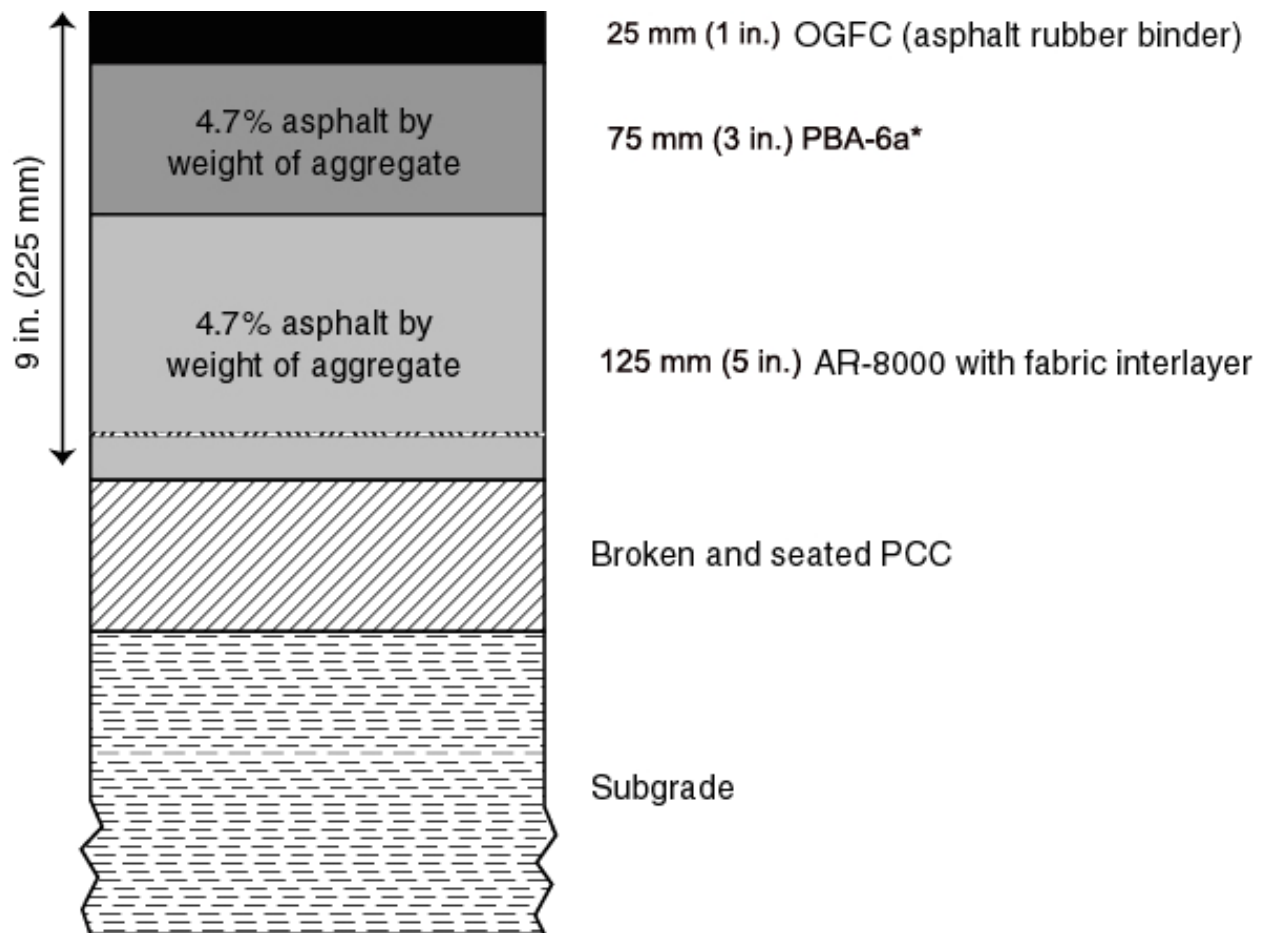 25 mm (1 in.) OGFC (asphalt rubber binder)
4.7% asphalt by
weight of aggregate
75 mm (3 in.) PBA-6a*
9 in. (225 mm)
4.7% asphalt by
weight of aggregate
125 mm (5 in.) AR-8000 with fabric interlayer
Broken and seated PCC
Subgrade